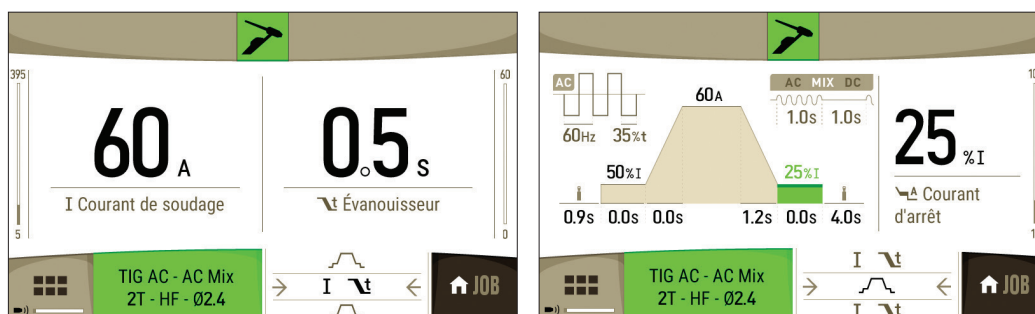 395
60
60 A
0.5 s
I Courant de soudage
t Évanouisseur
5
0
TIG AC - AC Mix
2T - HF - Ø2.4
I t
JOB
AC
AC MIX DC
60A
1.0s 1.0s
60Hz 35%t
50%I
25%I
0.9s 0.0s 0.0s 1.2s 0.0s 4.0s
25 %I
A Courant
d'arrêt
TIG AC - AC Mix
2T - HF - Ø2.4
I t
I t
JOB